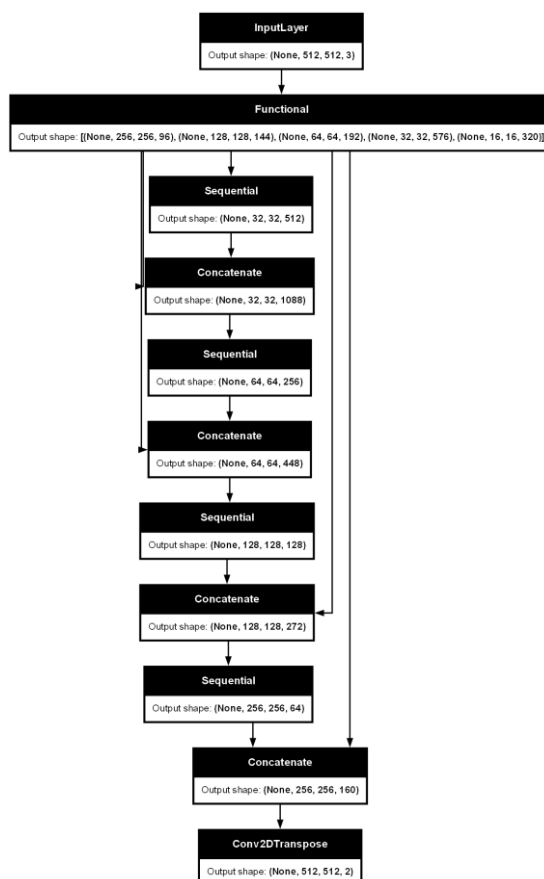 InputLayer
Output shape: (None, 512, 512, 3)
Functional
Output shape: [(None, 256, 256, 96), (None, 128, 128, 144), (None, 64, 64, 192), (None, 32, 32, 576), (None, 16, 16, 320)]
Sequential
Output shape: (None, 32, 32, 512)
Concatenate
Output shape: (None, 32, 32, 1088)
Sequential
Output shape: (None, 64, 64, 256)
Concatenate
Output shape: (None, 64, 64, 448)
Sequential
Output shape: (None, 128, 128, 128)
Concatenate
Output shape: (None, 128, 128, 272)
Sequential
Output shape: (None, 256, 256, 64)
Concatenate
Output shape: (None, 256, 256, 160)
Conv2DTranspose
Output shape: (None, 512, 512, 2)